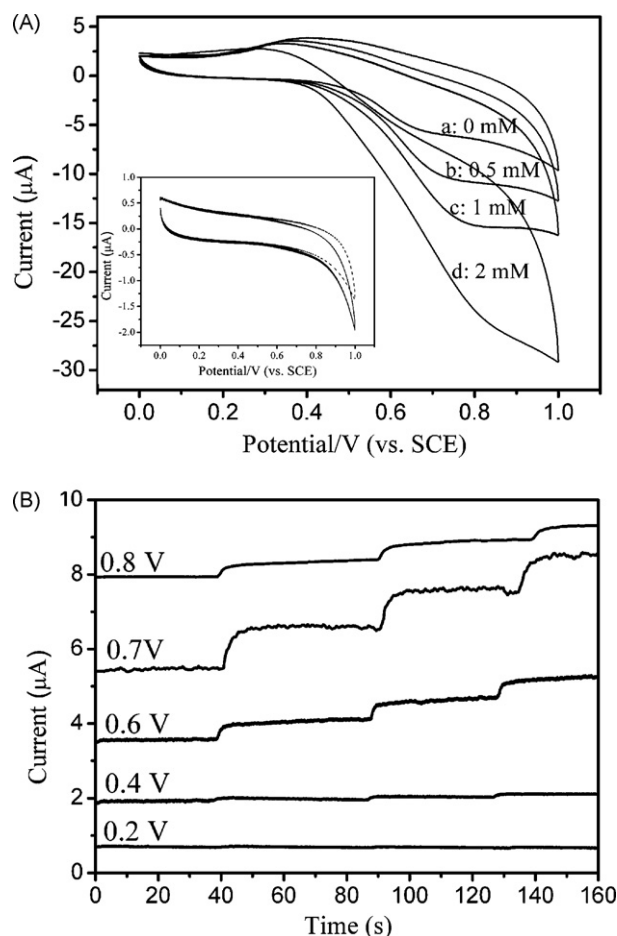 (A)
5
0
-5
-10
-15
-20
-25
-30
Current (μA)
a: 0 mM
b: 0.5 mM
c: 1 mM
d: 2 mM
1.0
0.5
0.0
-0.5
-1.0
-1.5
-2.0
Current (μA)
0.0 0.2 0.4 0.6 0.8 1.0
Potential/V (vs. SCE)
0.0 0.2 0.4 0.6 0.8 1.0
Potential/V (vs. SCE)
(B)
10
8
6
4
2
0
Current (μA)
0.8 V
0.7V
0.6 V
0.4 V
0.2 V
0 20 40 60 80 100 120 140 160
Time (s)